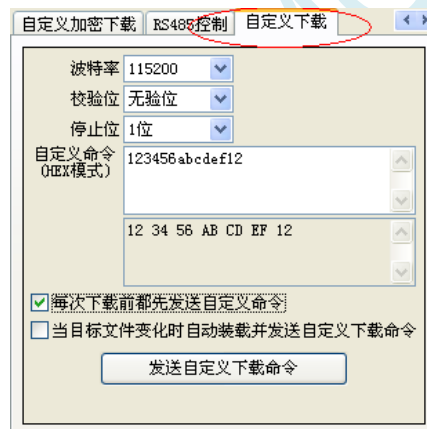 自定义加密下载 RS485控制 自定义下载
波特率 115200
校验位 无验位
停止位 1位
自定义命令
(HEX模式)
123456abcdef12
12 34 56 AB CD EF 12
每次下载前都先发送自定义命令
当目标文件变化时自动装载并发送自定义下载命令
发送自定义下载命令